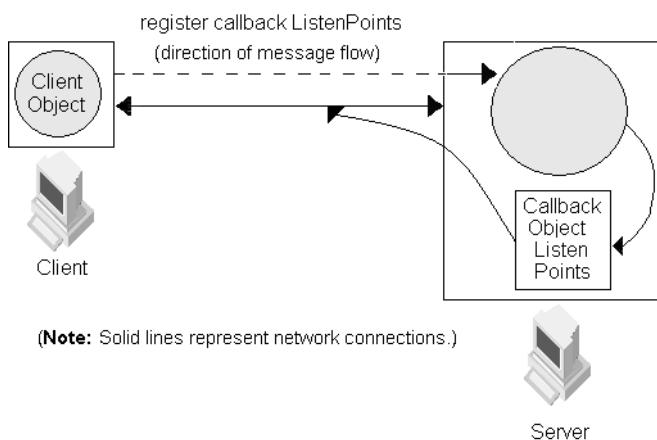 register callback ListenPoints
(direction of message flow)
Client
Object
Callback
Object
Listen
Points
Client
(Note: Solid lines represent network connections.)
Server